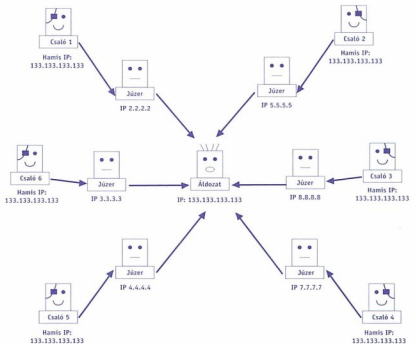 Csaló 1
Hamis IP:
133.133.133.133
Csaló 2
Hamis IP:
133.133.133.133
Júzer
IP 2.2.2.2
Júzer
IP 5.5.5.5
Csaló 6
Hamis IP:
133.133.133.133
Júzer
IP 3.3.3.3
Áldozat
IP: 133.133.133.133
Júzer
IP 8.8.8.8
Csaló 3
Hamis IP:
133.133.133.133
Júzer
IP 4.4.4.4
Júzer
IP 7.7.7.7
Csaló 5
Hamis IP:
133.133.133.133
Csaló 4
Hamis IP:
133.133.133.133